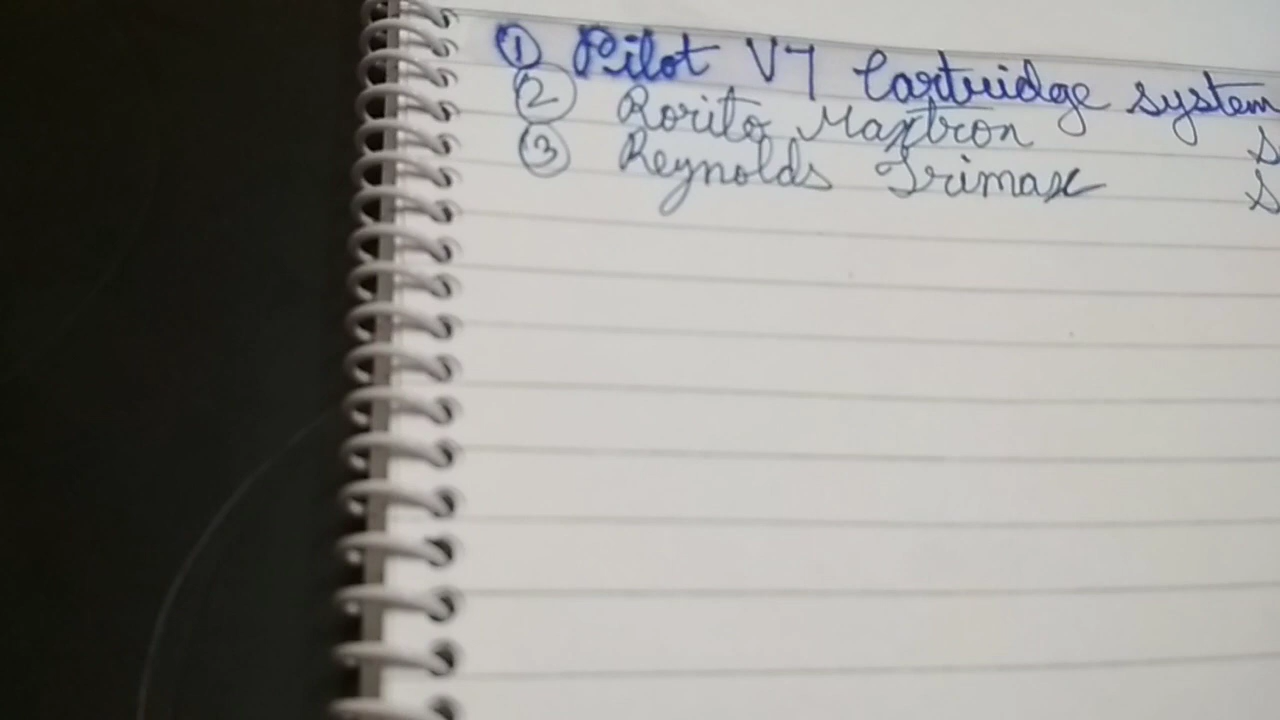 ① Pilot V7 Cartridge system
② Rorito Maxtron
③ Reynolds Trimax